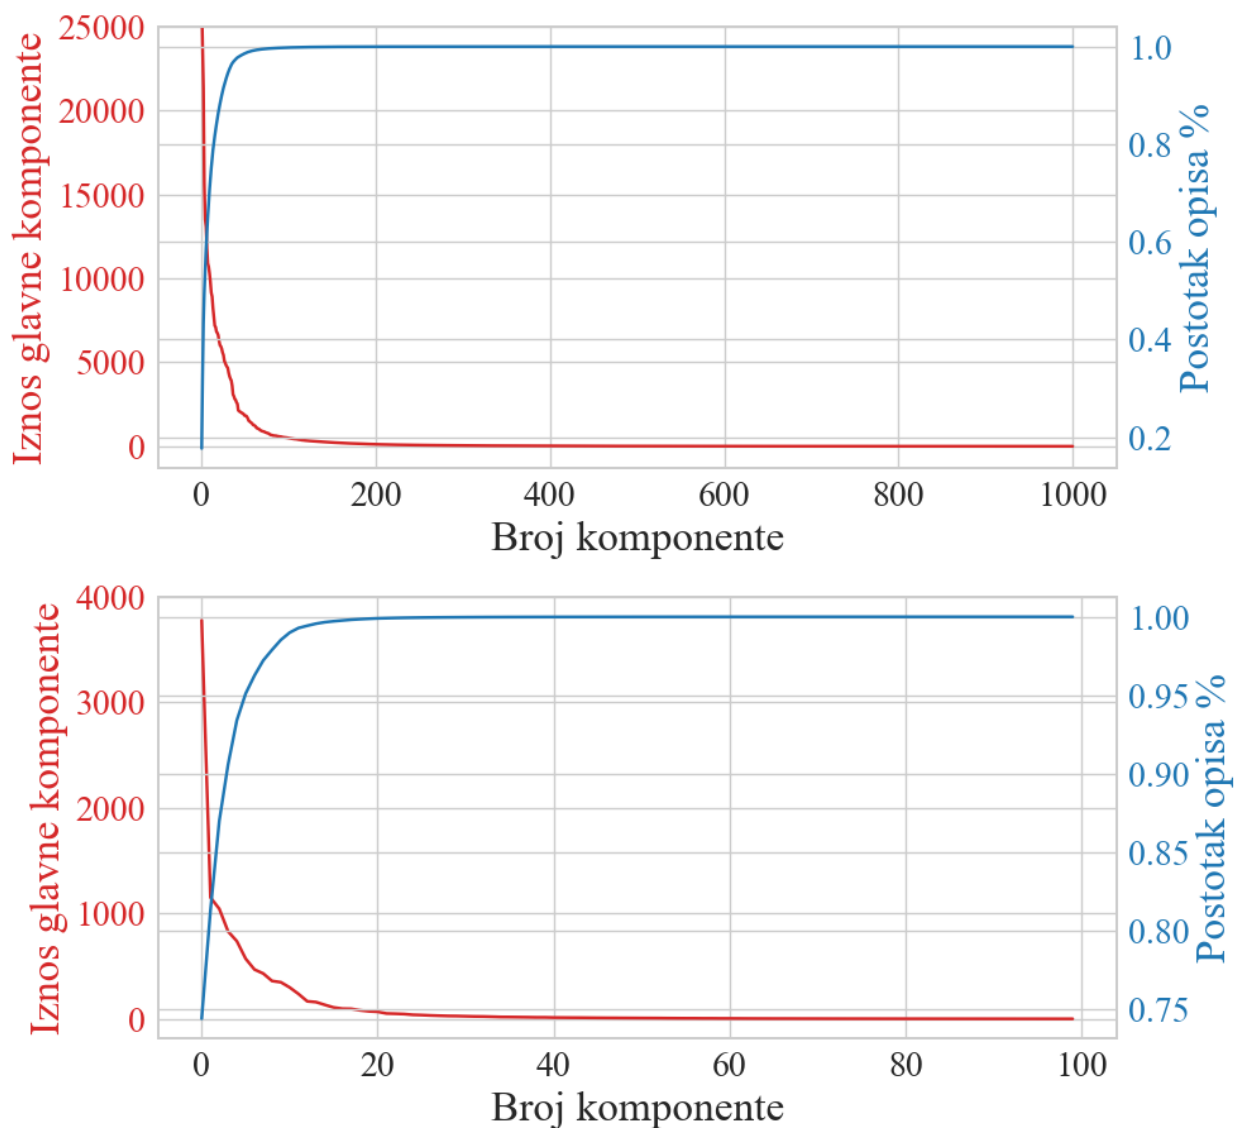 25000
20000
15000
10000
5000
0
Iznos glavne komponente
1.0
0.8
0.6
0.4
0.2
Postotak opisa %
0 200 400 600 800 1000
Broj komponente
4000
3000
2000
1000
0
Iznos glavne komponente
1.00
0.95
0.90
0.85
0.80
0.75
Postotak opisa %
0 20 40 60 80 100
Broj komponente